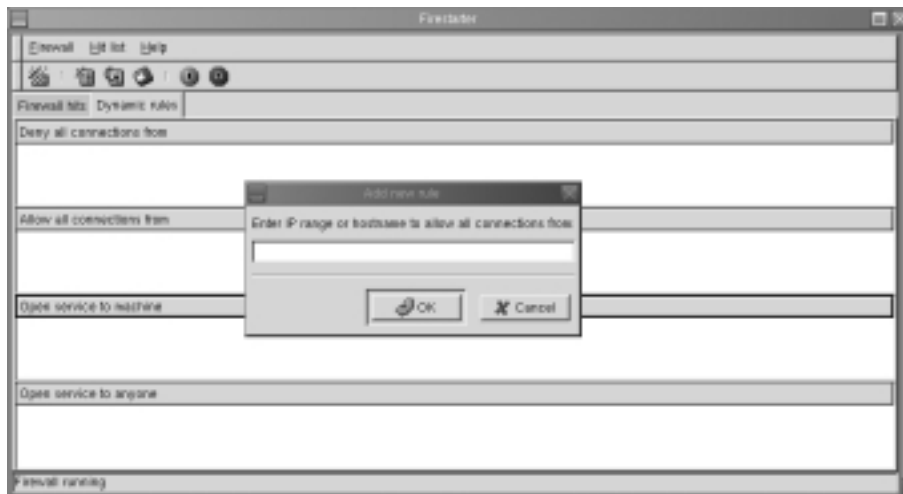 Firestarter
Firewall Hit list Help
Firewall hits Dynamic rules
Deny all connections from
Add new rule
Allow all connections from
Enter IP range or hostname to allow all connections from
OK Cancel
Open service to machine
Open service to anyone
Firewall running